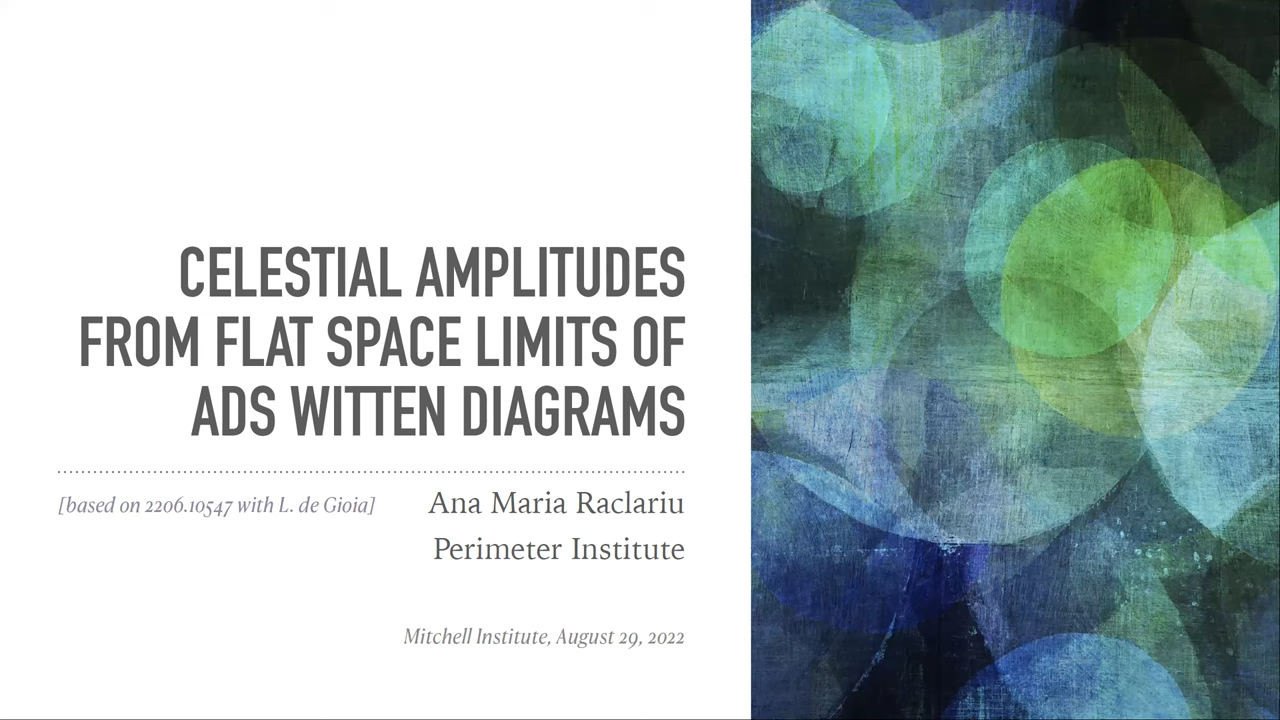 CELESTIAL AMPLITUDES
FROM FLAT SPACE LIMITS OF
ADS WITTEN DIAGRAMS
[based on 2206.10547 with L. de Gioia]
Ana Maria Raclariu
Perimeter Institute
Mitchell Institute, August 29, 2022